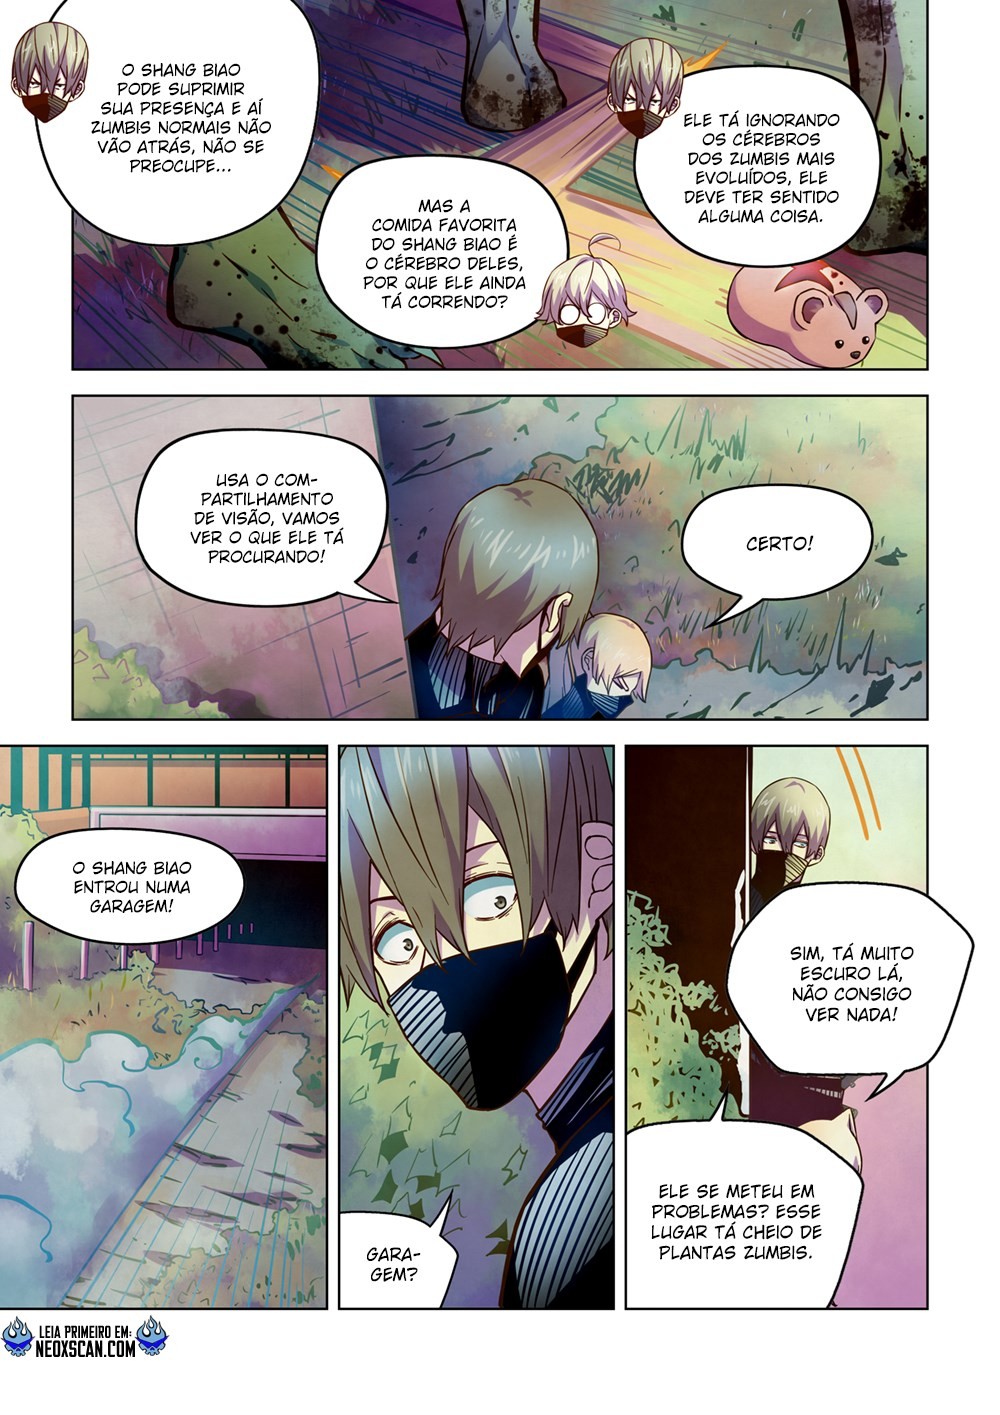 O SHANG BIAO
PODE SUPRIMIR
SUA PRESENÇA E AÍ
ZUMBIS NORMAIS NÃO
VÃO ATRÁS, NÃO SE
PREOCUPE...
MAS A
COMIDA FAVORITA
DO SHANG BIAO É
O CÉREBRO DELES,
POR QUE ELE AINDA
TÁ CORRENDO?
ELE TÁ IGNORANDO
OS CÉREBROS
DOS ZUMBIS MAIS
EVOLUÍDOS, ELE
DEVE TER SENTIDO
ALGUMA COISA.
USA O COM-
PARTILHAMENTO
DE VISÃO, VAMOS
VER O QUE ELE TÁ
PROCURANDO!
CERTO!
O SHANG BIAO
ENTROU NUMA
GARAGEM!
GARA-
GEM?
SIM, TÁ MUITO
ESCURO LÁ,
NÃO CONSIGO
VER NADA!
ELE SE METEU EM
PROBLEMAS? ESSE
LUGAR TÁ CHEIO DE
PLANTAS ZUMBIS.
LEIA PRIMEIRO EM:
NEOXSCAN.COM